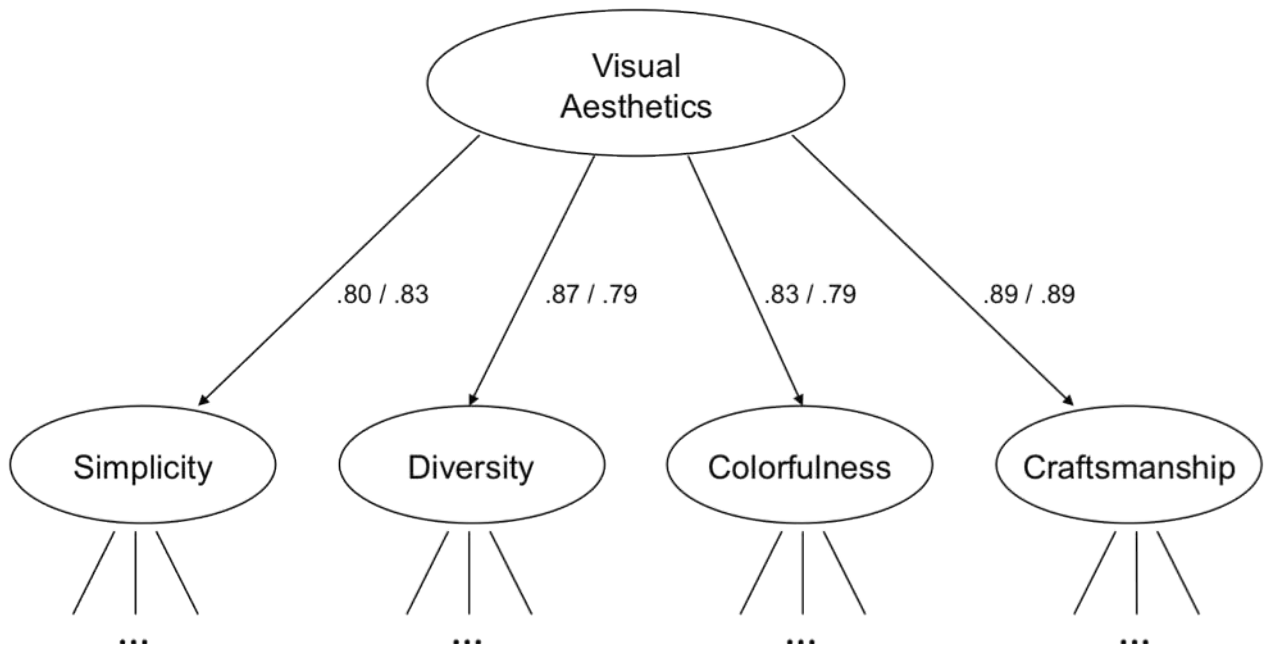 Visual
Aesthetics
.80 / .83
.87 / .79
.83 / .79
.89 / .89
Simplicity
Diversity
Colorfulness
Craftsmanship
...
...
...
...